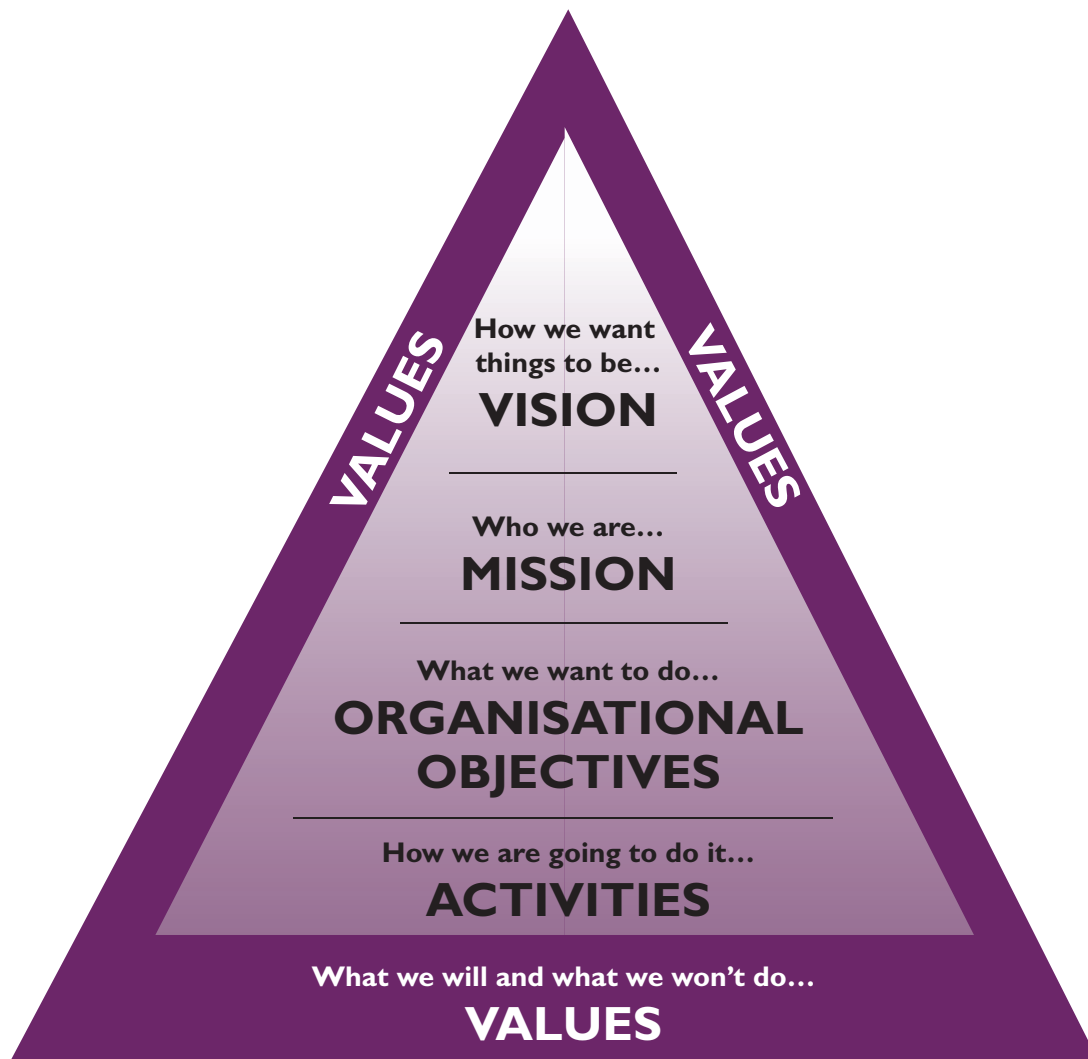 How we want
things to be…
VISION
VALUES
VALUES
Who we are…
MISSION
What we want to do…
ORGANISATIONAL
OBJECTIVES
How we are going to do it…
ACTIVITIES
What we will and what we won’t do…
VALUES